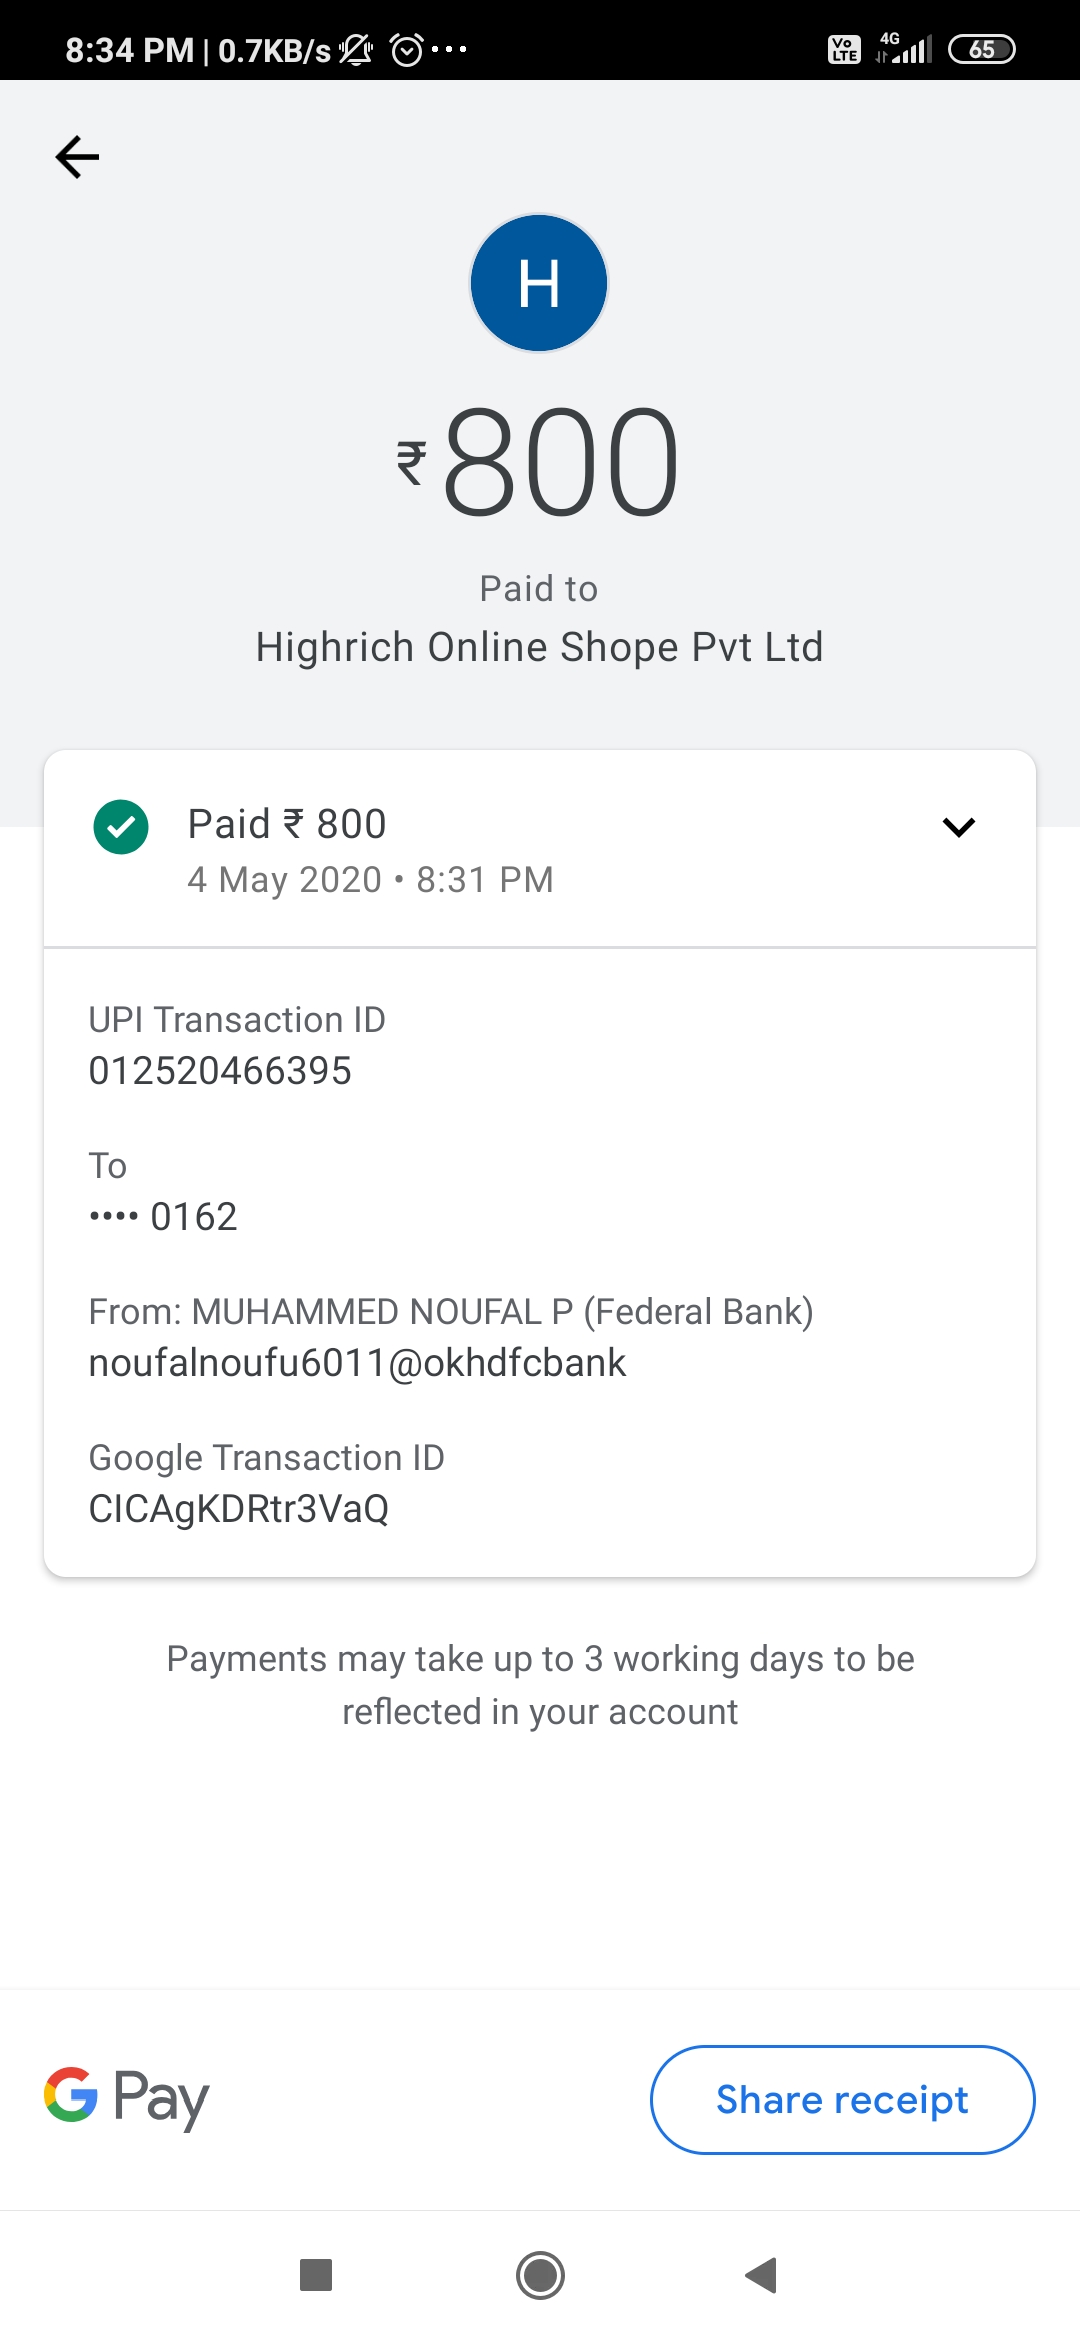 8:34 PM | 0.7KB/s
Vo LTE 4G 65
H
₹800
Paid to
Highrich Online Shope Pvt Ltd
Paid ₹ 800
4 May 2020 • 8:31 PM
UPI Transaction ID
012520466395
To
•••• 0162
From: MUHAMMED NOUFAL P (Federal Bank)
noufalnoufu6011@okhdfcbank
Google Transaction ID
CICAgKDRtr3VaQ
Payments may take up to 3 working days to be
reflected in your account
G Pay
Share receipt